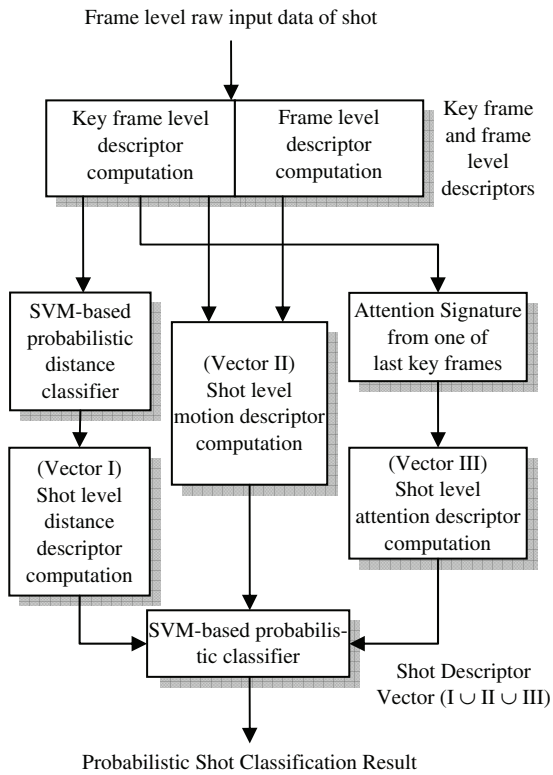 Frame level raw input data of shot
Key frame level
descriptor
computation
Frame level
descriptor
computation
Key frame
and frame
level
descriptors
SVM-based
probabilistic
distance
classifier
(Vector II)
Shot level
motion descriptor
computation
Attention Signature
from one of
last key frames
(Vector I)
Shot level
distance
descriptor
computation
(Vector III)
Shot level
attention descriptor
computation
SVM-based probabilis-
tic classifier
Shot Descriptor
Vector (I ∪ II ∪ III)
Probabilistic Shot Classification Result